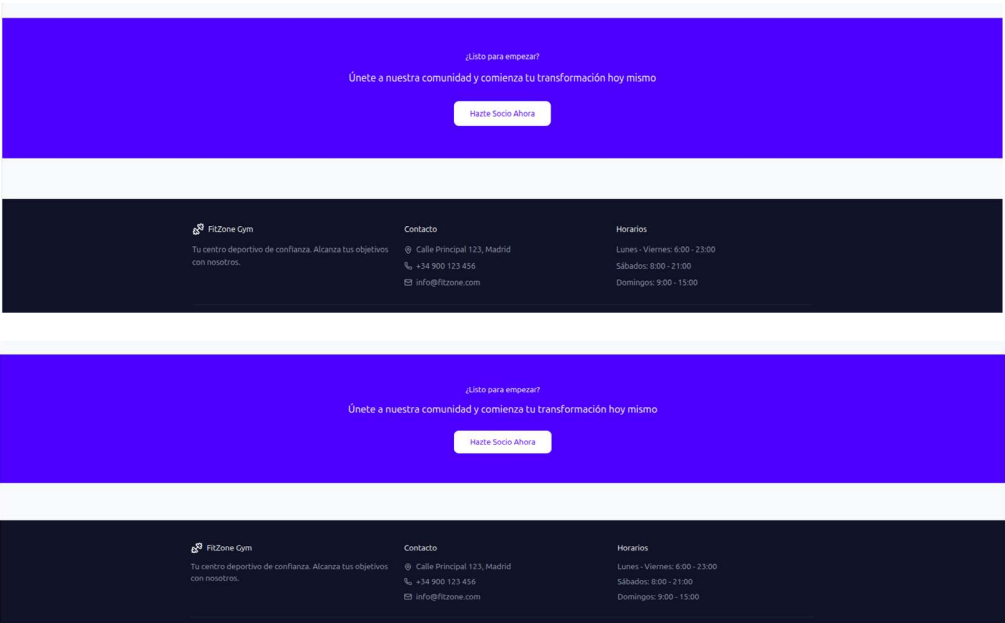 ¿Listo para empezar?
Únete a nuestra comunidad y comienza tu transformación hoy mismo
Hazte Socio Ahora
FitZone Gym
Tu centro deportivo de confianza. Alcanza tus objetivos
con nosotros.
Contacto
Calle Principal 123, Madrid
+34 900 123 456
info@fitzone.com
Horarios
Lunes - Viernes: 6:00 - 23:00
Sábados: 8:00 - 21:00
Domingos: 9:00 - 15:00
¿Listo para empezar?
Únete a nuestra comunidad y comienza tu transformación hoy mismo
Hazte Socio Ahora
FitZone Gym
Tu centro deportivo de confianza. Alcanza tus objetivos
con nosotros.
Contacto
Calle Principal 123, Madrid
+34 900 123 456
info@fitzone.com
Horarios
Lunes - Viernes: 6:00 - 23:00
Sábados: 8:00 - 21:00
Domingos: 9:00 - 15:00